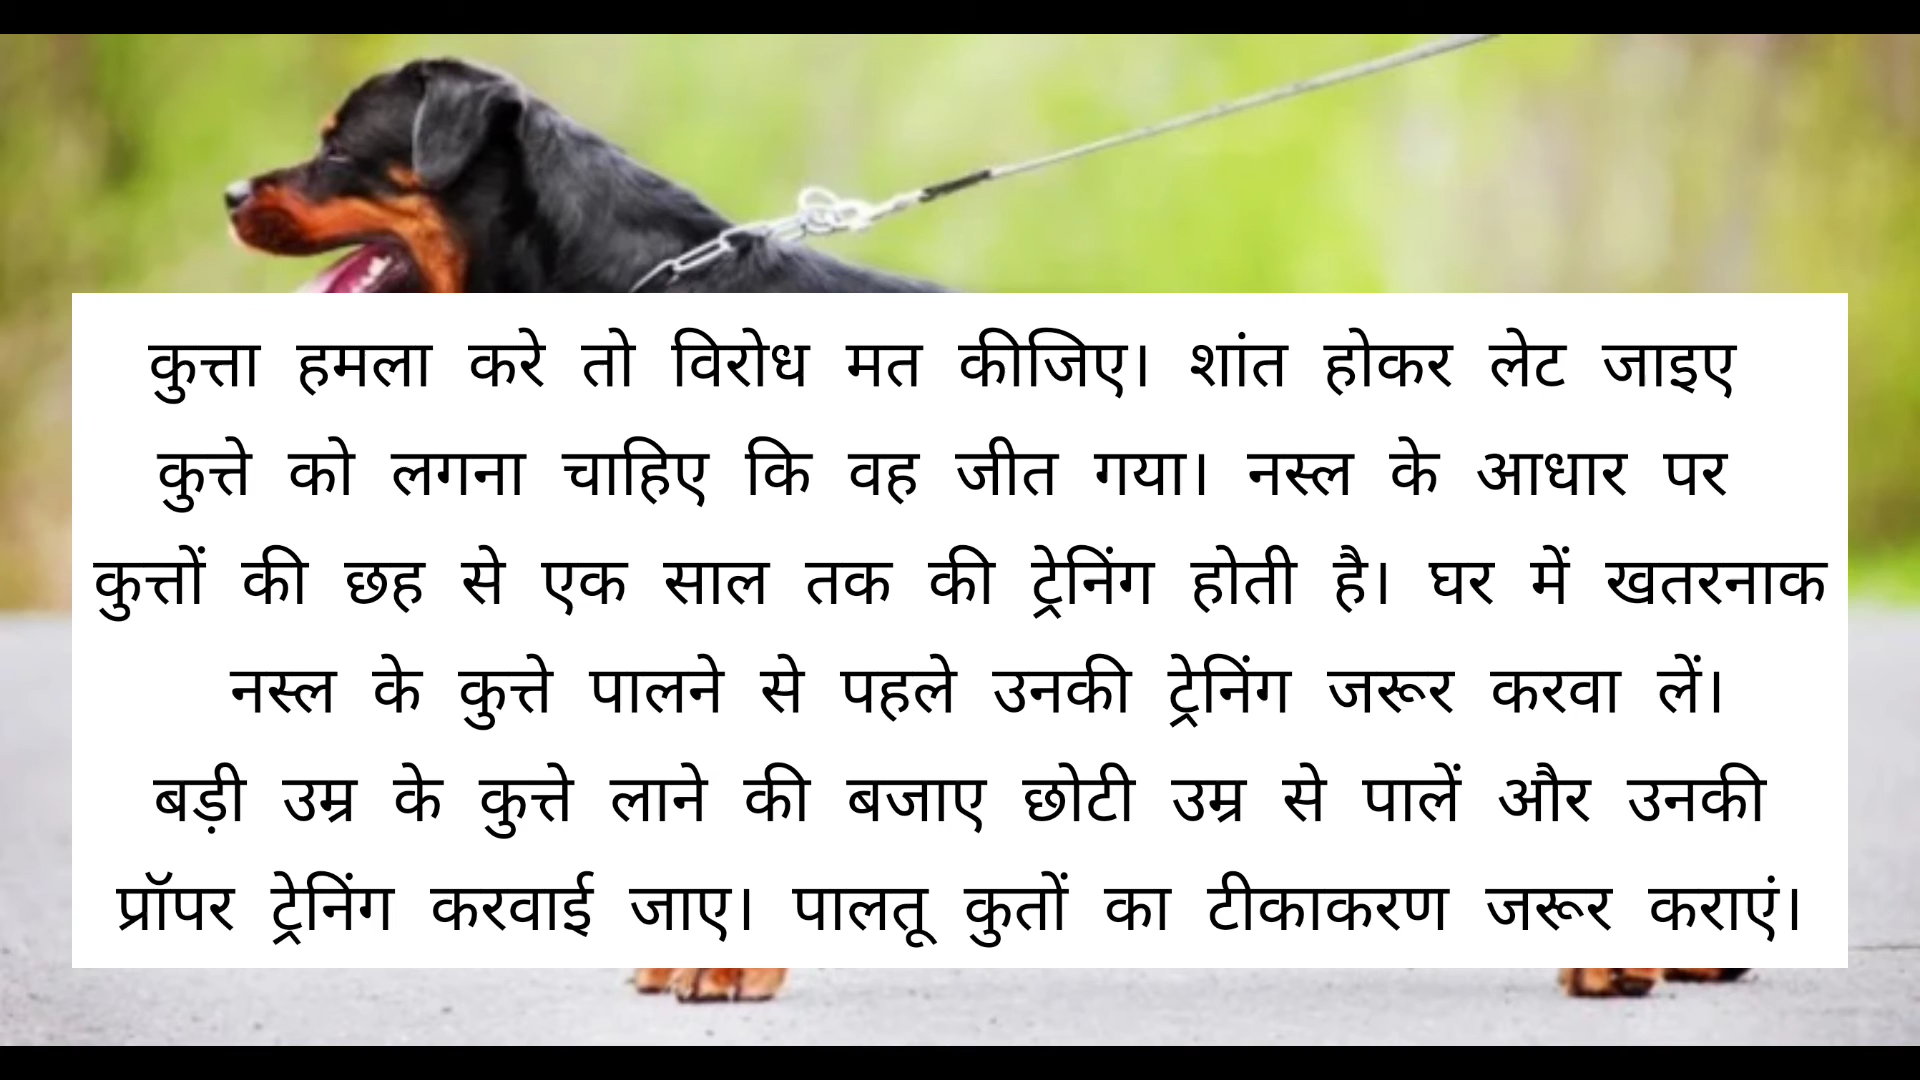 कुत्ता हमला करे तो विरोध मत कीजिए। शांत होकर लेट जाइए
कुत्ते को लगना चाहिए कि वह जीत गया। नस्ल के आधार पर
कुत्तों की छह से एक साल तक की ट्रेनिंग होती है। घर में खतरनाक
नस्ल के कुत्ते पालने से पहले उनकी ट्रेनिंग जरूर करवा लें।
बड़ी उम्र के कुत्ते लाने की बजाए छोटी उम्र से पालें और उनकी
प्रॉपर ट्रेनिंग करवाई जाए। पालतू कुतों का टीकाकरण जरूर कराएं।